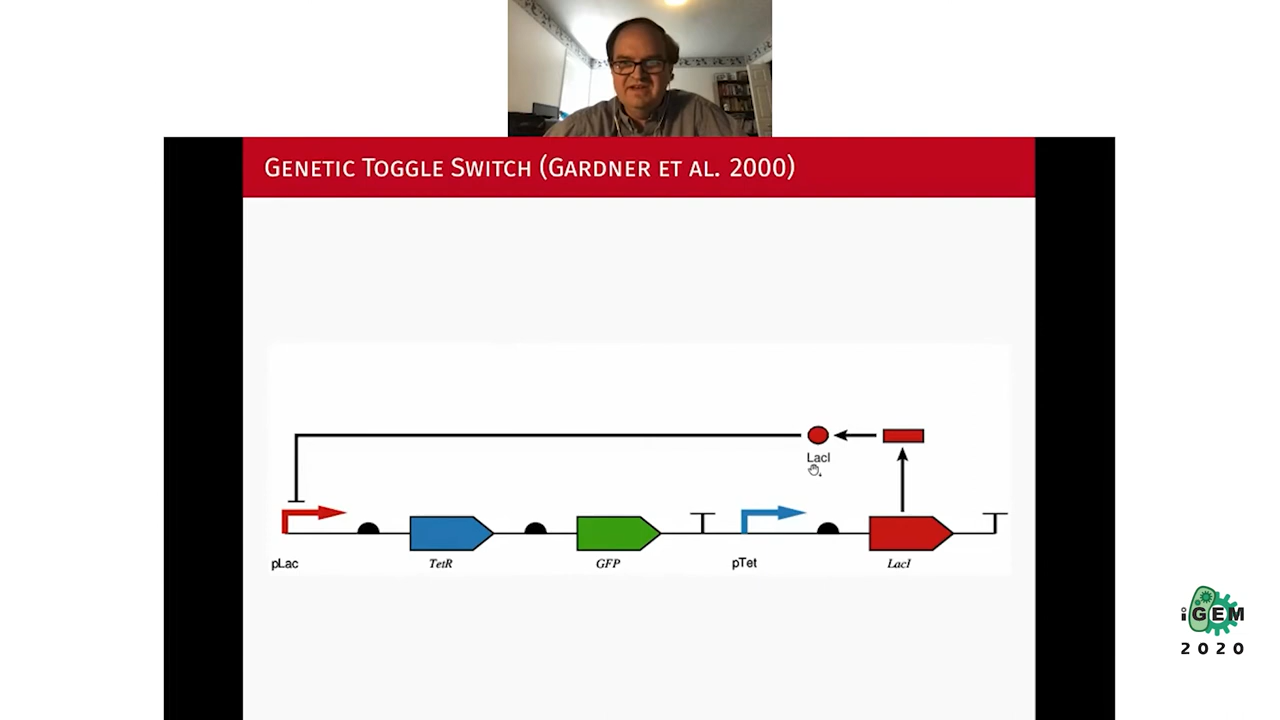 GENETIC TOGGLE SWITCH (GARDNER ET AL. 2000)
LacI
pLac
TetR
GFP
pTet
LacI
iGEM
2020